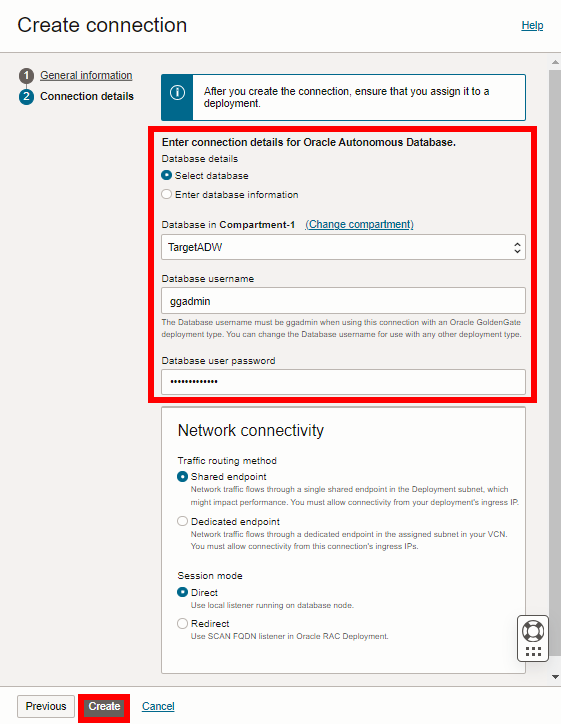 Create connection
Help
1 General information
2 Connection details
After you create the connection, ensure that you assign it to a
deployment.
Enter connection details for Oracle Autonomous Database.
Database details
Select database
Enter database information
Database in Compartment-1 (Change compartment)
TargetADW
Database username
ggadmin
The Database username must be ggadmin when using this connection with an Oracle GoldenGate
deployment type. You can change the Database username for use with any other deployment type.
Database user password
•••••••••••••
Network connectivity
Traffic routing method
Shared endpoint
Network traffic flows through a single shared endpoint in the Deployment subnet, which
might impact performance. You must allow connectivity from your deployment's ingress IP.
Dedicated endpoint
Network traffic flows through a dedicated endpoint in the assigned subnet in your VCN.
You must allow connectivity from this connection's ingress IPs.
Session mode
Direct
Use local listener running on database node.
Redirect
Use SCAN FQDN listener in Oracle RAC Deployment.
Previous Create Cancel